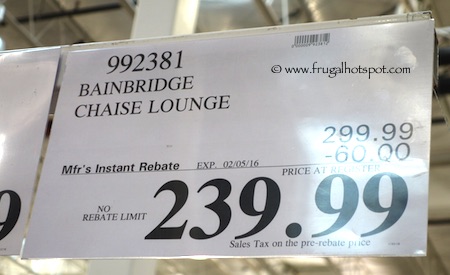 992381
BAINBRIDGE
CHAISE LOUNGE
© www.frugalhotspot.com
299.99
-60.00
Mfr's Instant Rebate EXP. 02/05/16
PRICE AT REGISTER
NO
REBATE LIMIT
239.99
Sales Tax on the pre-rebate price
9